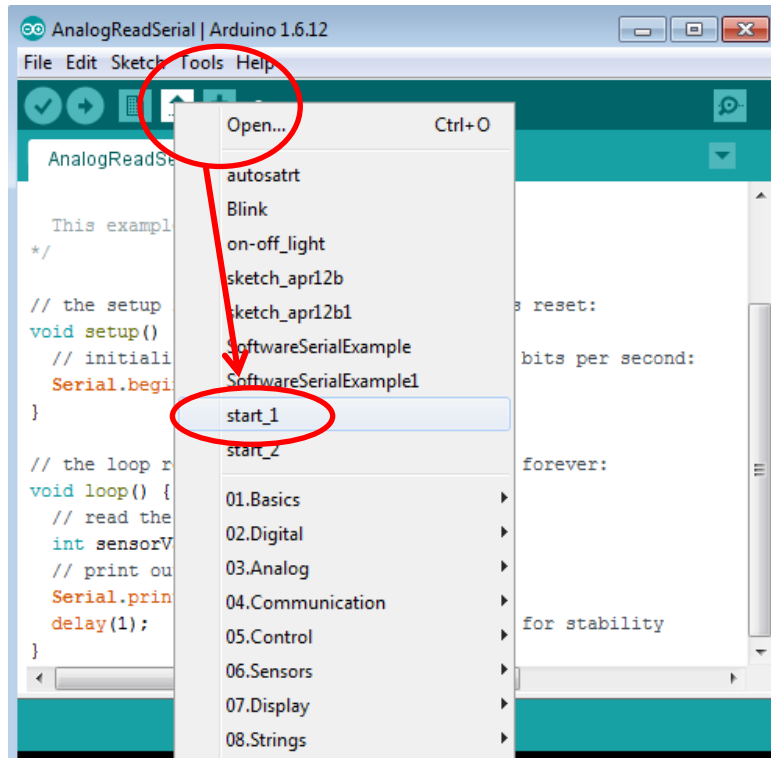 AnalogReadSerial | Arduino 1.6.12
File Edit Sketch Tools Help
Open... Ctrl+O
AnalogReadSe
autosatrt
Blink
on-off_light
sketch_apr12b
sketch_apr12b1
SoftwareSerialExample
SoftwareSerialExample1
start_1
start_2
01.Basics
02.Digital
03.Analog
04.Communication
05.Control
06.Sensors
07.Display
08.Strings
This exampl
*/
// the setup s reset:
void setup()
// initiali bits per second:
Serial.begi
}
// the loop r forever:
void loop() {
// read the
int sensorV
// print ou
Serial.prin
delay(1); for stability
}